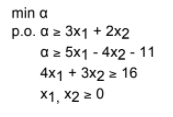 min α
p.o. α ≥ 3x₁ + 2x₂
α ≥ 5x₁ - 4x₂ - 11
4x₁ + 3x₂ ≥ 16
x₁, x₂ ≥ 0